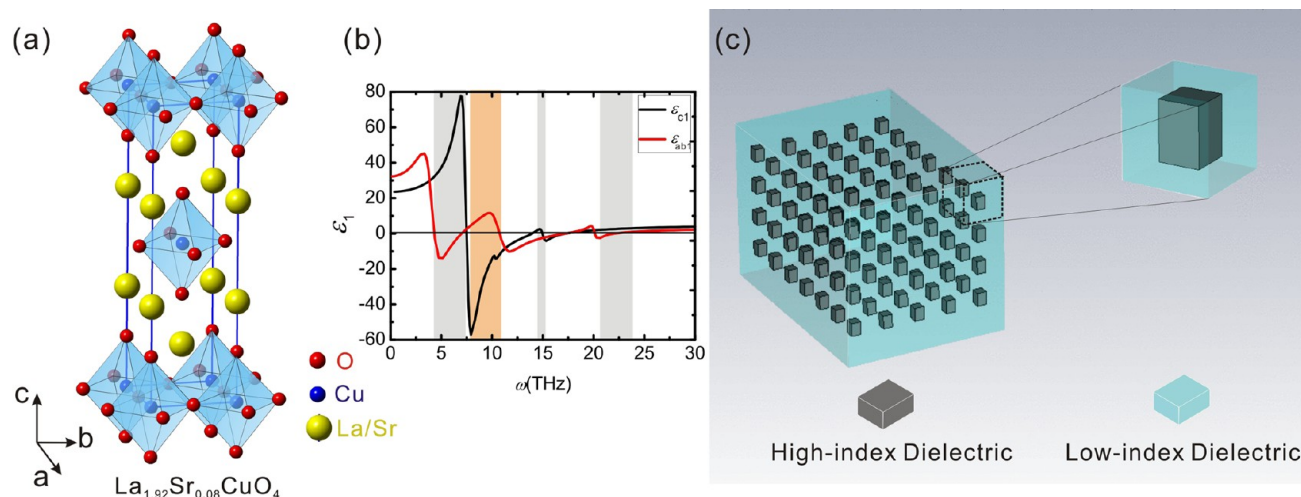 (a)
O
Cu
La/Sr
c
b
a
La₁.₉₂Sr₀.₀₈CuO₄
(b)
80
60
40
20
0
-20
-40
-60
ε₁
εc1
εab1
0 5 10 15 20 25 30
ω(THz)
(c)
High-index Dielectric
Low-index Dielectric